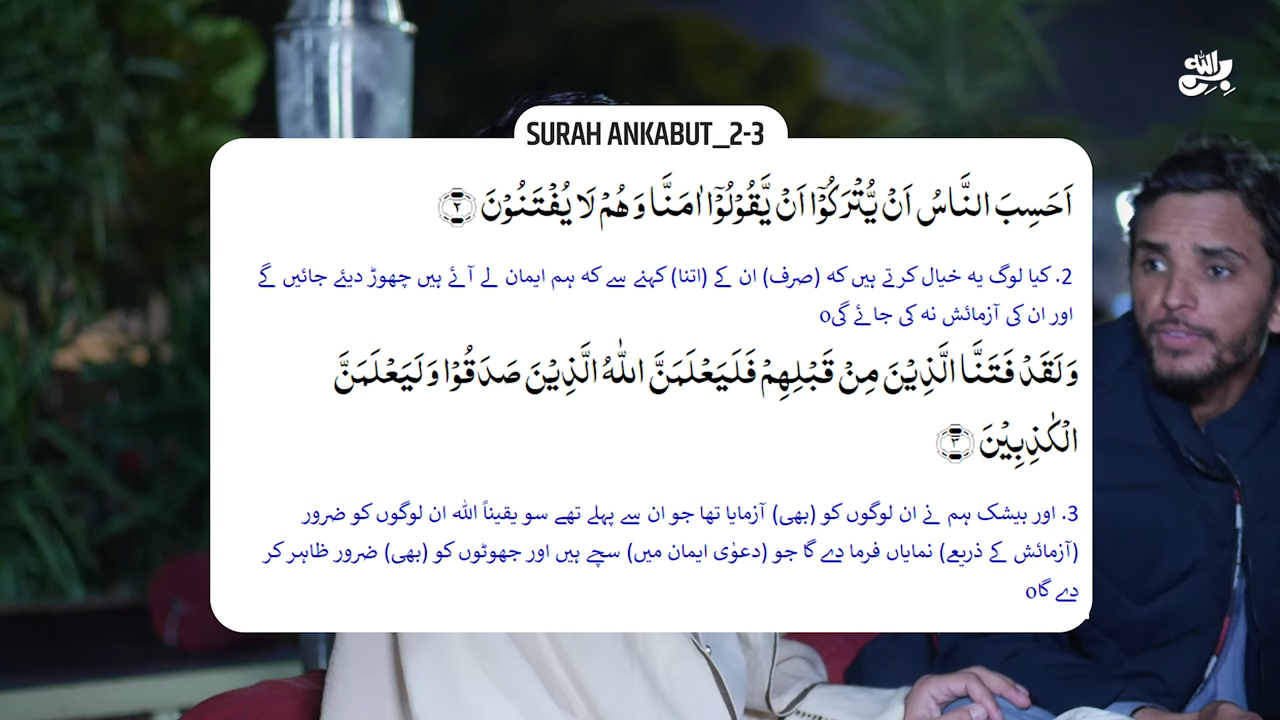 SURAH ANKABUT_2-3
اَحَسِبَ النَّاسُ اَنْ يُّتْرَكُوْۤا اَنْ يَّقُوْلُوْۤا اٰمَنَّا وَهُمْ لَا يُفْتَنُوْنَ ۝٢
2. کیا لوگ یہ خیال کرتے ہیں کہ (صرف) ان کے (اتنا) کہنے سے کہ ہم ایمان لے آئے ہیں چھوڑ دیئے جائیں گے
اور ان کی آزمائش نہ کی جائے گیo
وَلَقَدْ فَتَنَّا الَّذِيْنَ مِنْ قَبْلِهِمْ فَلَيَعْلَمَنَّ اللّٰهُ الَّذِيْنَ صَدَقُوْا وَلَيَعْلَمَنَّ
الْكٰذِبِيْنَ ۝٣
3. اور بیشک ہم نے ان لوگوں کو (بھی) آزمایا تھا جو ان سے پہلے تھے سو یقیناً اللہ ان لوگوں کو ضرور
(آزمائش کے ذریعے) نمایاں فرما دے گا جو (دعوٰی ایمان میں) سچے ہیں اور جھوٹوں کو (بھی) ضرور ظاہر کر
دے گاo